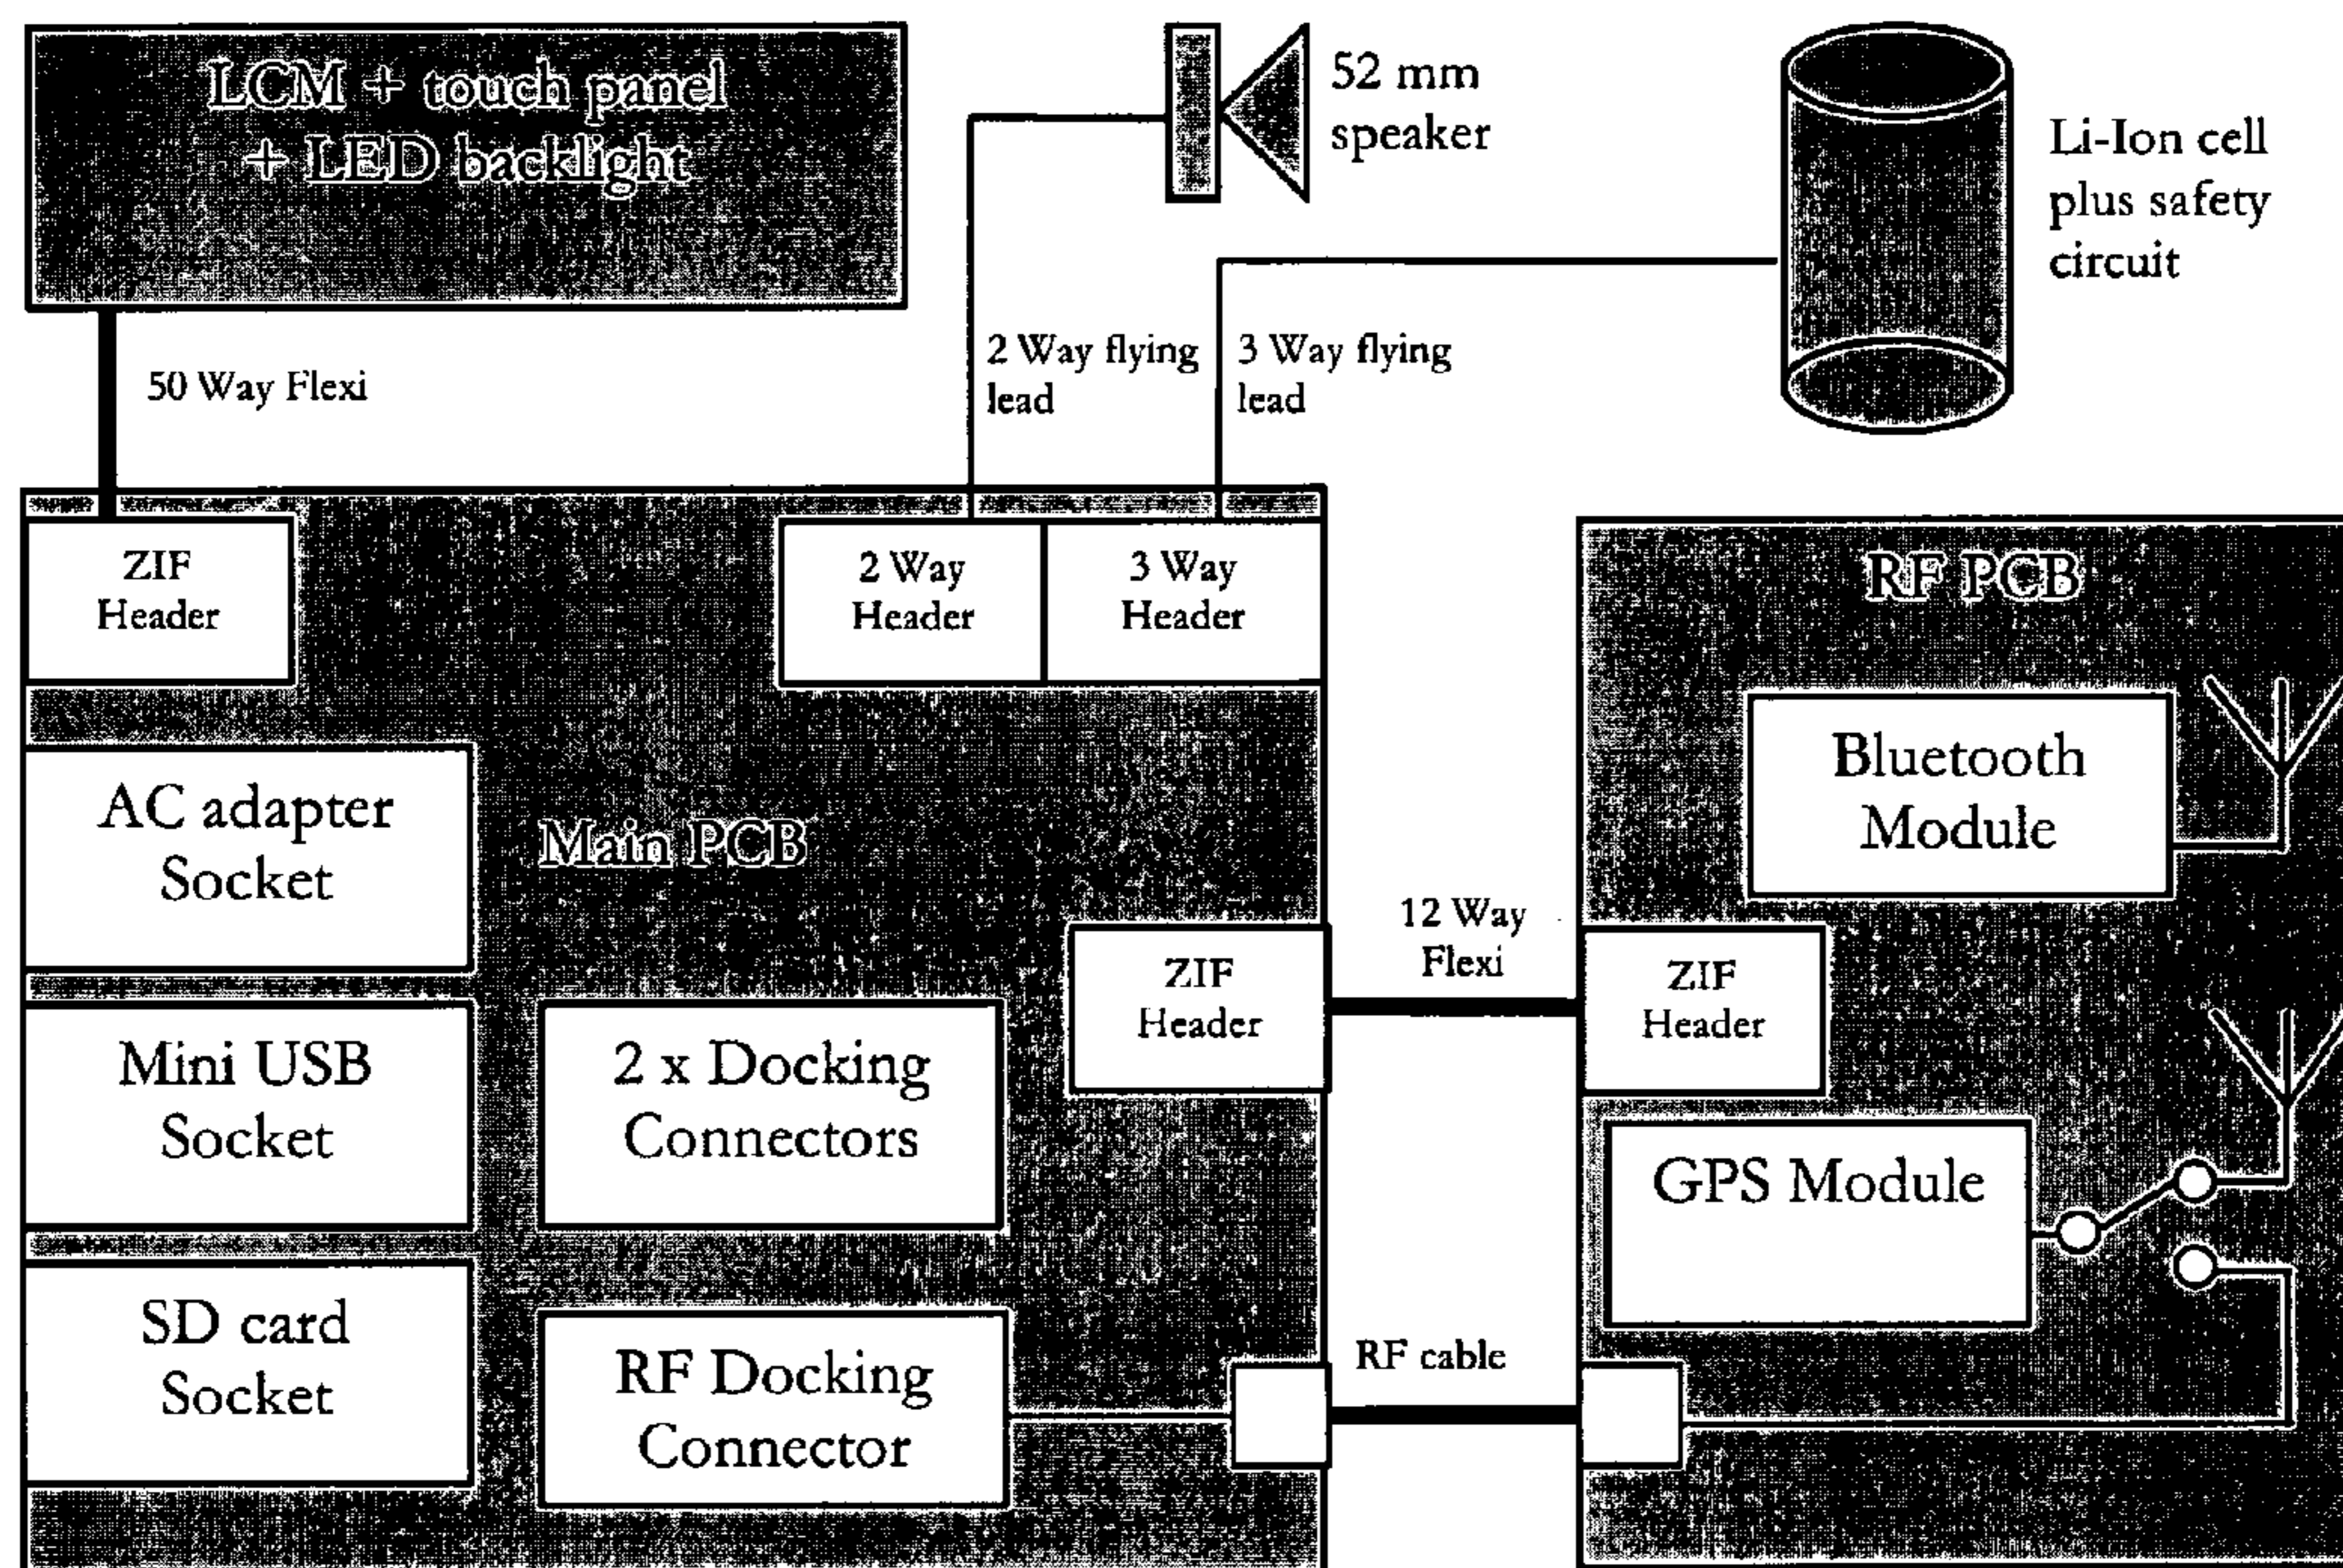 LCM + touch panel
+ LED backlight
52 mm
speaker
Li-Ion cell
plus safety
circuit
50 Way Flexi
2 Way flying
lead
3 Way flying
lead
ZIF
Header
2 Way
Header
3 Way
Header
RF PCB
Bluetooth
Module
AC adapter
Socket
Main PCB
12 Way
Flexi
ZIF
Header
ZIF
Header
Mini USB
Socket
2 x Docking
Connectors
GPS Module
SD card
Socket
RF Docking
Connector
RF cable